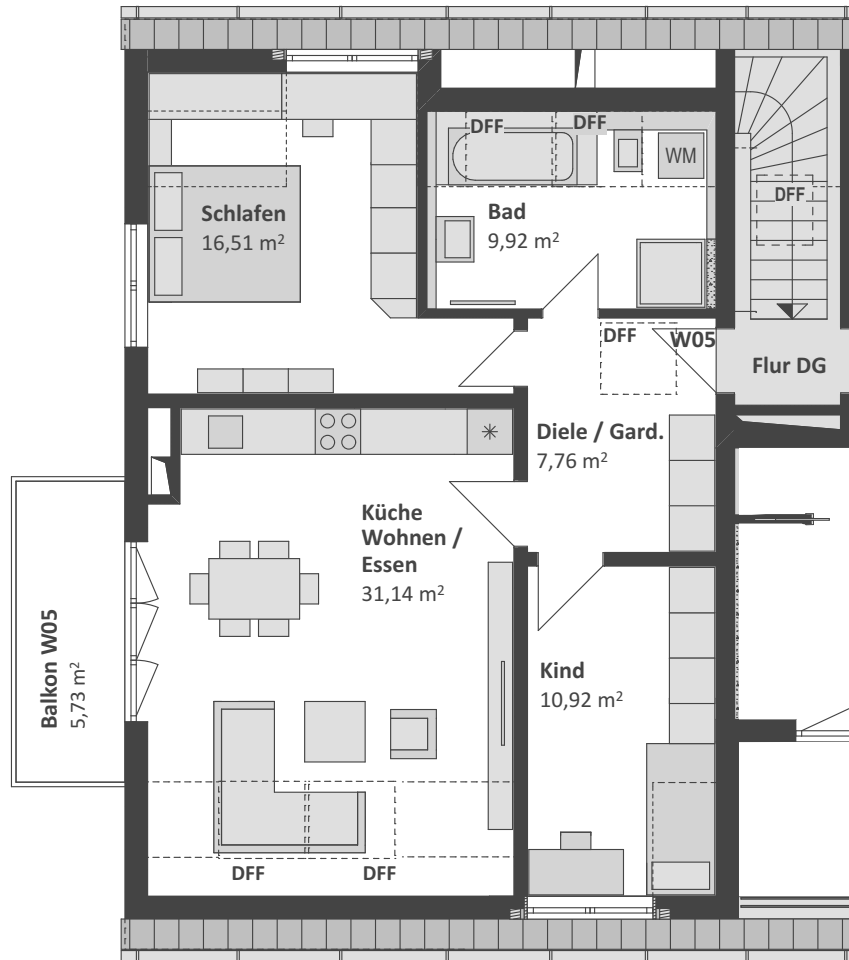 DFF
DFF
WM
DFF
Schlafen
16,51 m²
Bad
9,92 m²
DFF
W05
Flur DG
Diele / Gard.
7,76 m²
Küche
Wohnen /
Essen
31,14 m²
Balkon W05
5,73 m²
Kind
10,92 m²
DFF
DFF